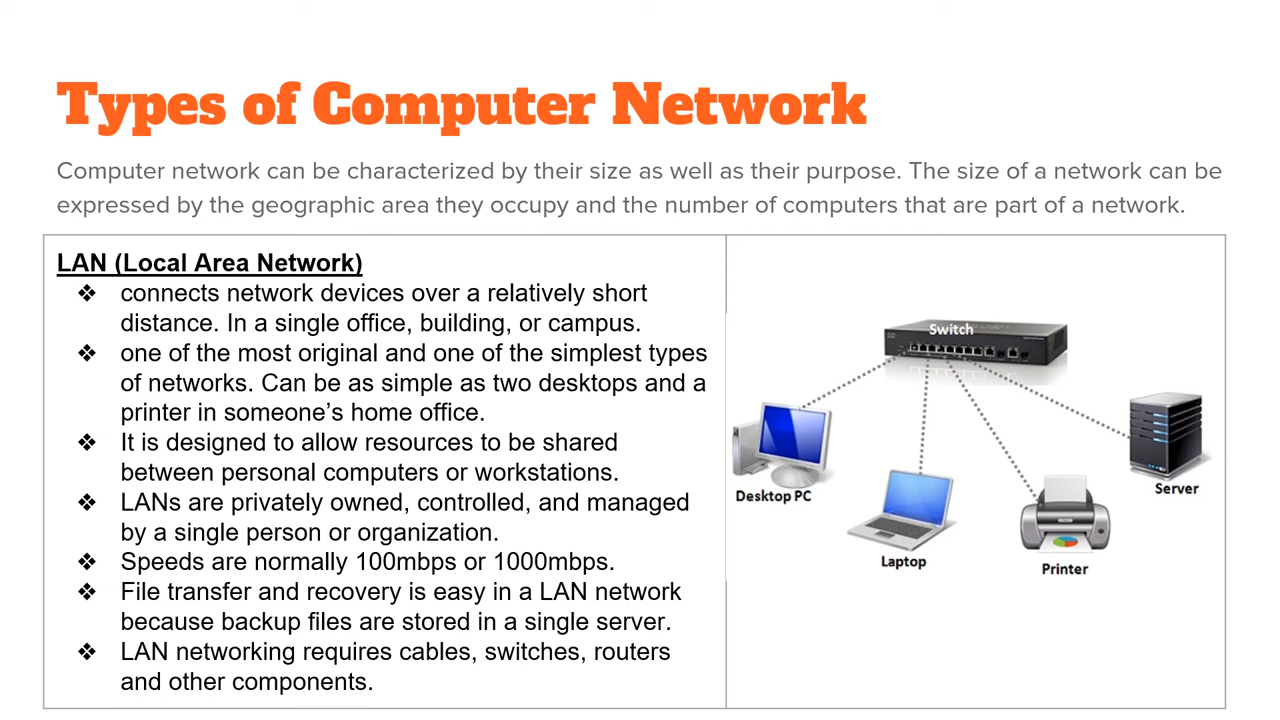 Types of Computer Network
Computer network can be characterized by their size as well as their purpose. The size of a network can be
expressed by the geographic area they occupy and the number of computers that are part of a network.
LAN (Local Area Network)
❖ connects network devices over a relatively short
distance. In a single office, building, or campus.
❖ one of the most original and one of the simplest types
of networks. Can be as simple as two desktops and a
printer in someone’s home office.
❖ It is designed to allow resources to be shared
between personal computers or workstations.
❖ LANs are privately owned, controlled, and managed
by a single person or organization.
❖ Speeds are normally 100mbps or 1000mbps.
❖ File transfer and recovery is easy in a LAN network
because backup files are stored in a single server.
❖ LAN networking requires cables, switches, routers
and other components.
Switch
Desktop PC
Laptop
Printer
Server